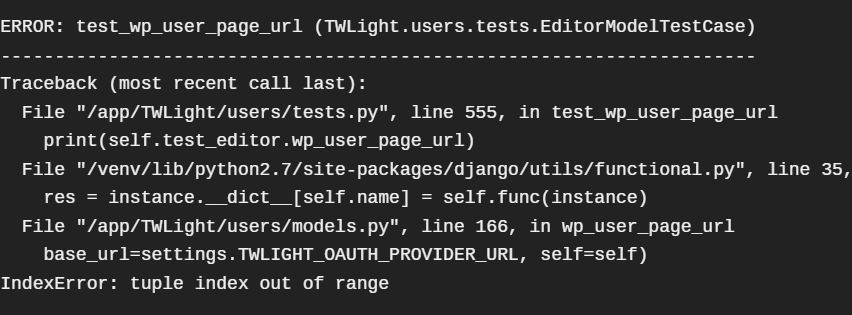 ERROR: test_wp_user_page_url (TWLight.users.tests.EditorModelTestCase)
----------------------------------------------------------------------
Traceback (most recent call last):
  File "/app/TWLight/users/tests.py", line 555, in test_wp_user_page_url
    print(self.test_editor.wp_user_page_url)
  File "/venv/lib/python2.7/site-packages/django/utils/functional.py", line 35,
    res = instance.__dict__[self.name] = self.func(instance)
  File "/app/TWLight/users/models.py", line 166, in wp_user_page_url
    base_url=settings.TWLIGHT_OAUTH_PROVIDER_URL, self=self)
IndexError: tuple index out of range